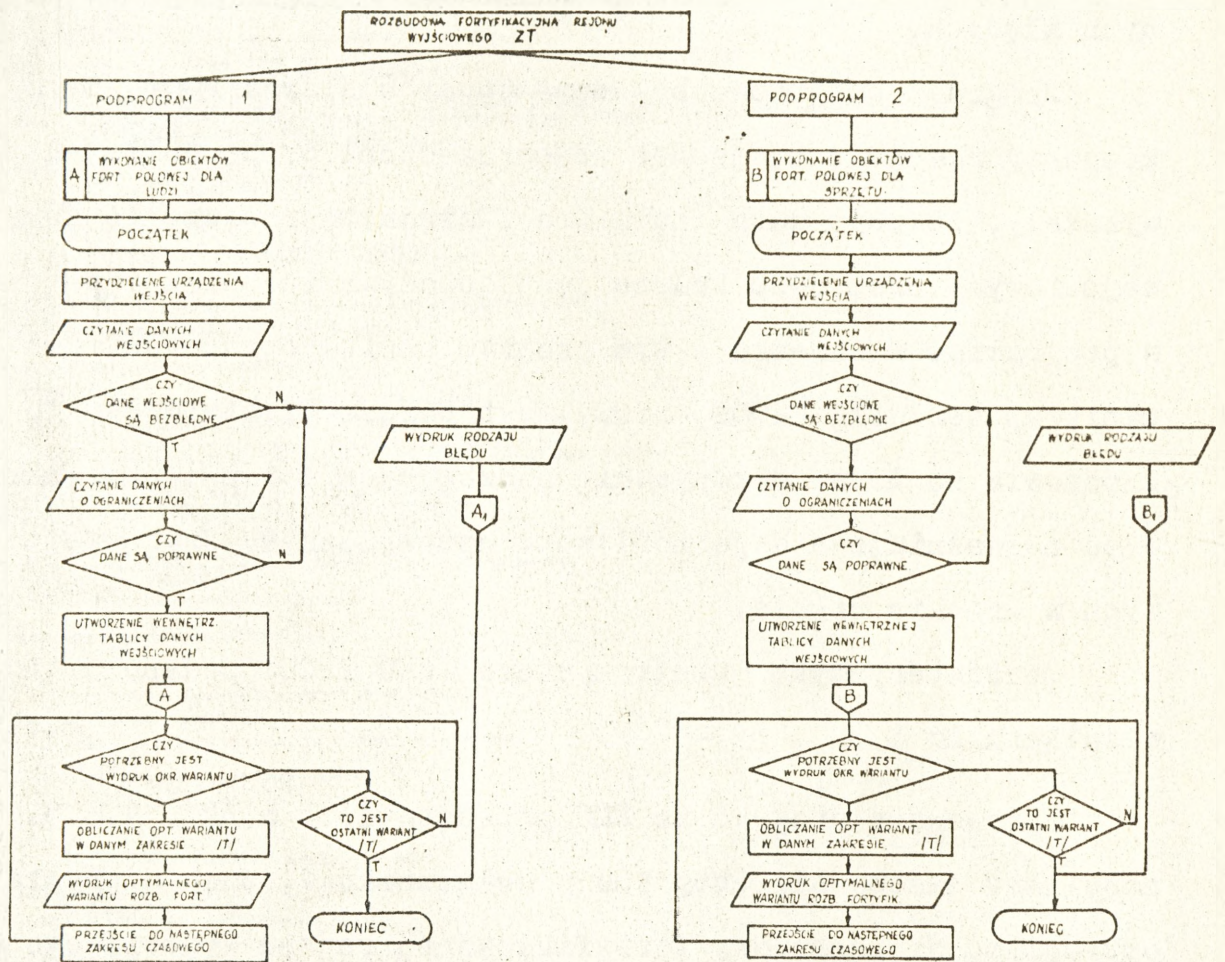 ROZBUDOWA FORTYFIKACYJNA REJONU
WYJŚCIOWEGO ZT
PODPROGRAM 1
A
WYKONANIE OBIEKTÓW
FORT POLOWEJ DLA
LUDZI
POCZĄTEK
PRZYDZIELENIE URZĄDZENIA
WEJŚCIA
CZYTANIE DANYCH
WEJŚCIOWYCH
CZY
DANE WEJŚCIOWE
SĄ BEZBŁĘDNE
N
T
WYDRUK RODZAJU
BŁĘDU
CZYTANIE DANYCH
O OGRANICZENIACH
A1
CZY
DANE SĄ POPRAWNE
N
T
UTWORZENIE WEWNĘTRZ.
TABLICY DANYCH
WEJŚCIOWYCH
A
CZY
POTRZEBNY JEST
WYDRUK OKR. WARIANTU
CZY
TO JEST
OSTATNI WARIANT
/T/
N
T
OBLICZANIE OPT. WARIANTU
W DANYM ZAKRESIE /T/
WYDRUK OPTYMALNEGO
WARIANTU ROZB. FORT.
PRZEJŚCIE DO NASTĘPNEGO
ZAKRESU CZASOWEGO
KONIEC
PODPROGRAM 2
B
WYKONANIE OBIEKTÓW
FORT POLOWEJ DLA
SPRZĘTU
POCZĄTEK
PRZYDZIELENIE URZĄDZENIA
WEJŚCIA
CZYTANIE DANYCH
WEJŚCIOWYCH
CZY
DANE WEJŚCIOWE
SĄ BEZBŁĘDNE
WYDRUK RODZAJU
BŁĘDU
CZYTANIE DANYCH
O OGRANICZENIACH
B1
CZY
DANE SĄ POPRAWNE
UTWORZENIE WEWNĘTRZNEJ
TABLICY DANYCH
WEJŚCIOWYCH
B
CZY
POTRZEBNY JEST
WYDRUK OKR. WARIANTU
CZY
TO JEST
OSTATNI WARIANT
/T/
N
T
OBLICZANIE OPT. WARIANT.
W DANYM ZAKRESIE /T/
WYDRUK OPTYMALNEGO
WARIANTU ROZB. FORTYFIK.
PRZEJŚCIE DO NASTĘPNEGO
ZAKRESU CZASOWEGO
KONIEC